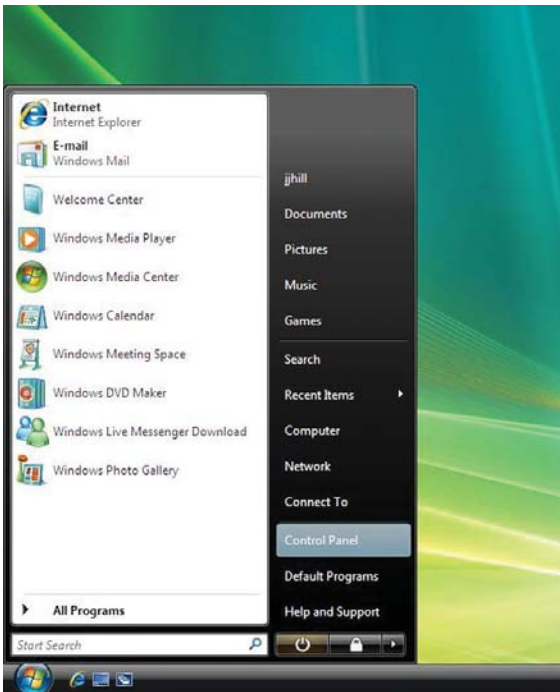 Internet
Internet Explorer
E-mail
Windows Mail
Welcome Center
Windows Media Player
Windows Media Center
Windows Calendar
Windows Meeting Space
Windows DVD Maker
Windows Live Messenger Download
Windows Photo Gallery
All Programs
Start Search
jjhill
Documents
Pictures
Music
Games
Search
Recent Items
Computer
Network
Connect To
Control Panel
Default Programs
Help and Support